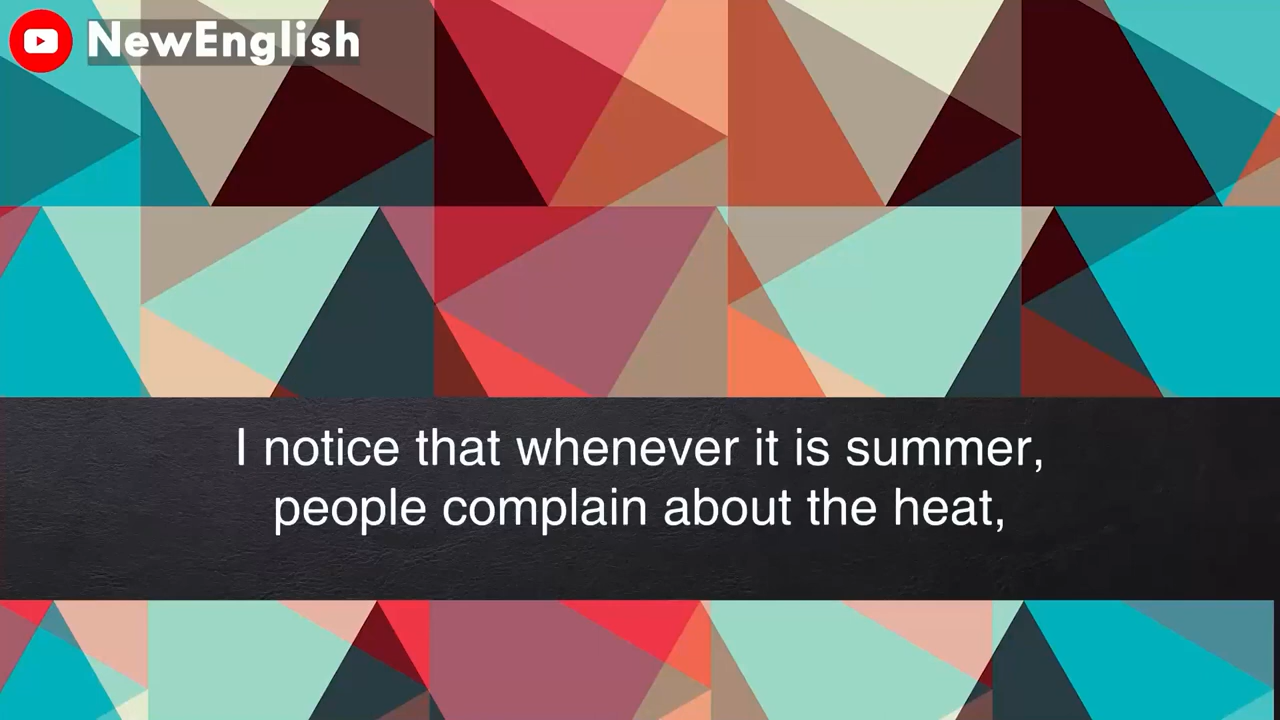 NewEnglish
I notice that whenever it is summer,
people complain about the heat,